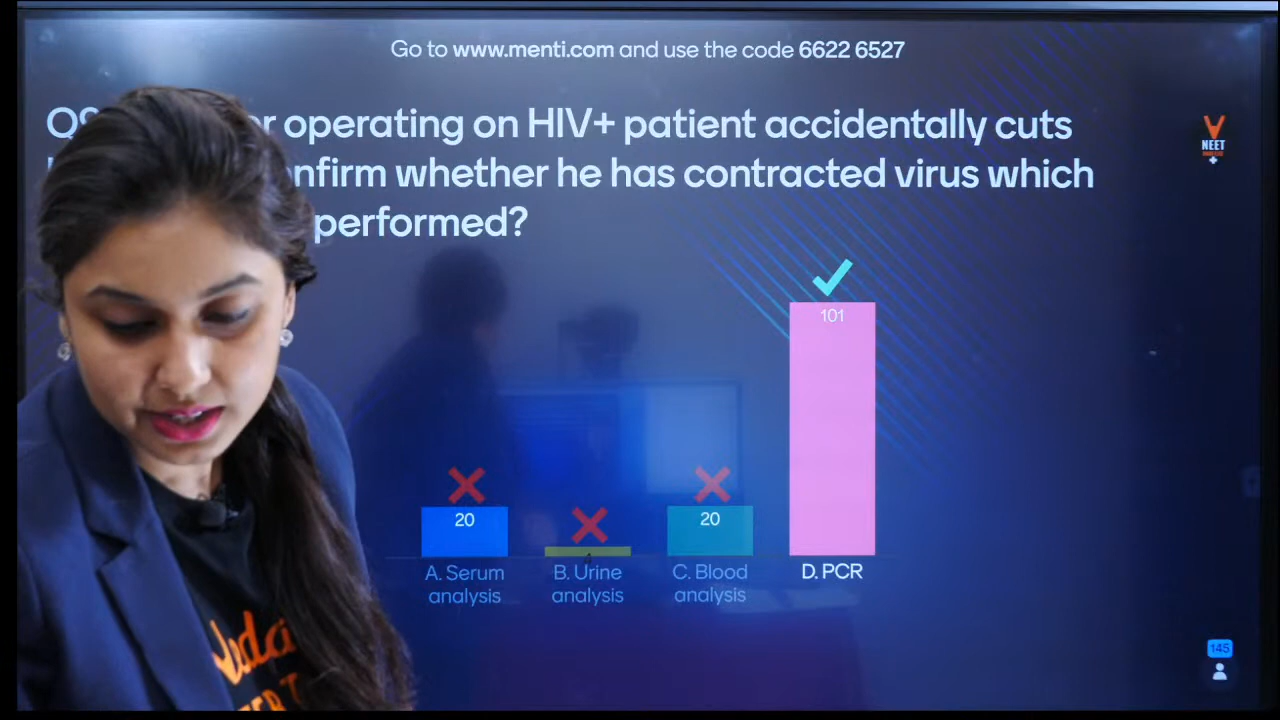 Go to www.menti.com and use the code 6622 6527
operating on HIV+ patient accidentally cuts
whether he has contracted virus which
performed?
NEET
101
20
20
4
A. Serum
analysis
B. Urine
analysis
C. Blood
analysis
D. PCR
145